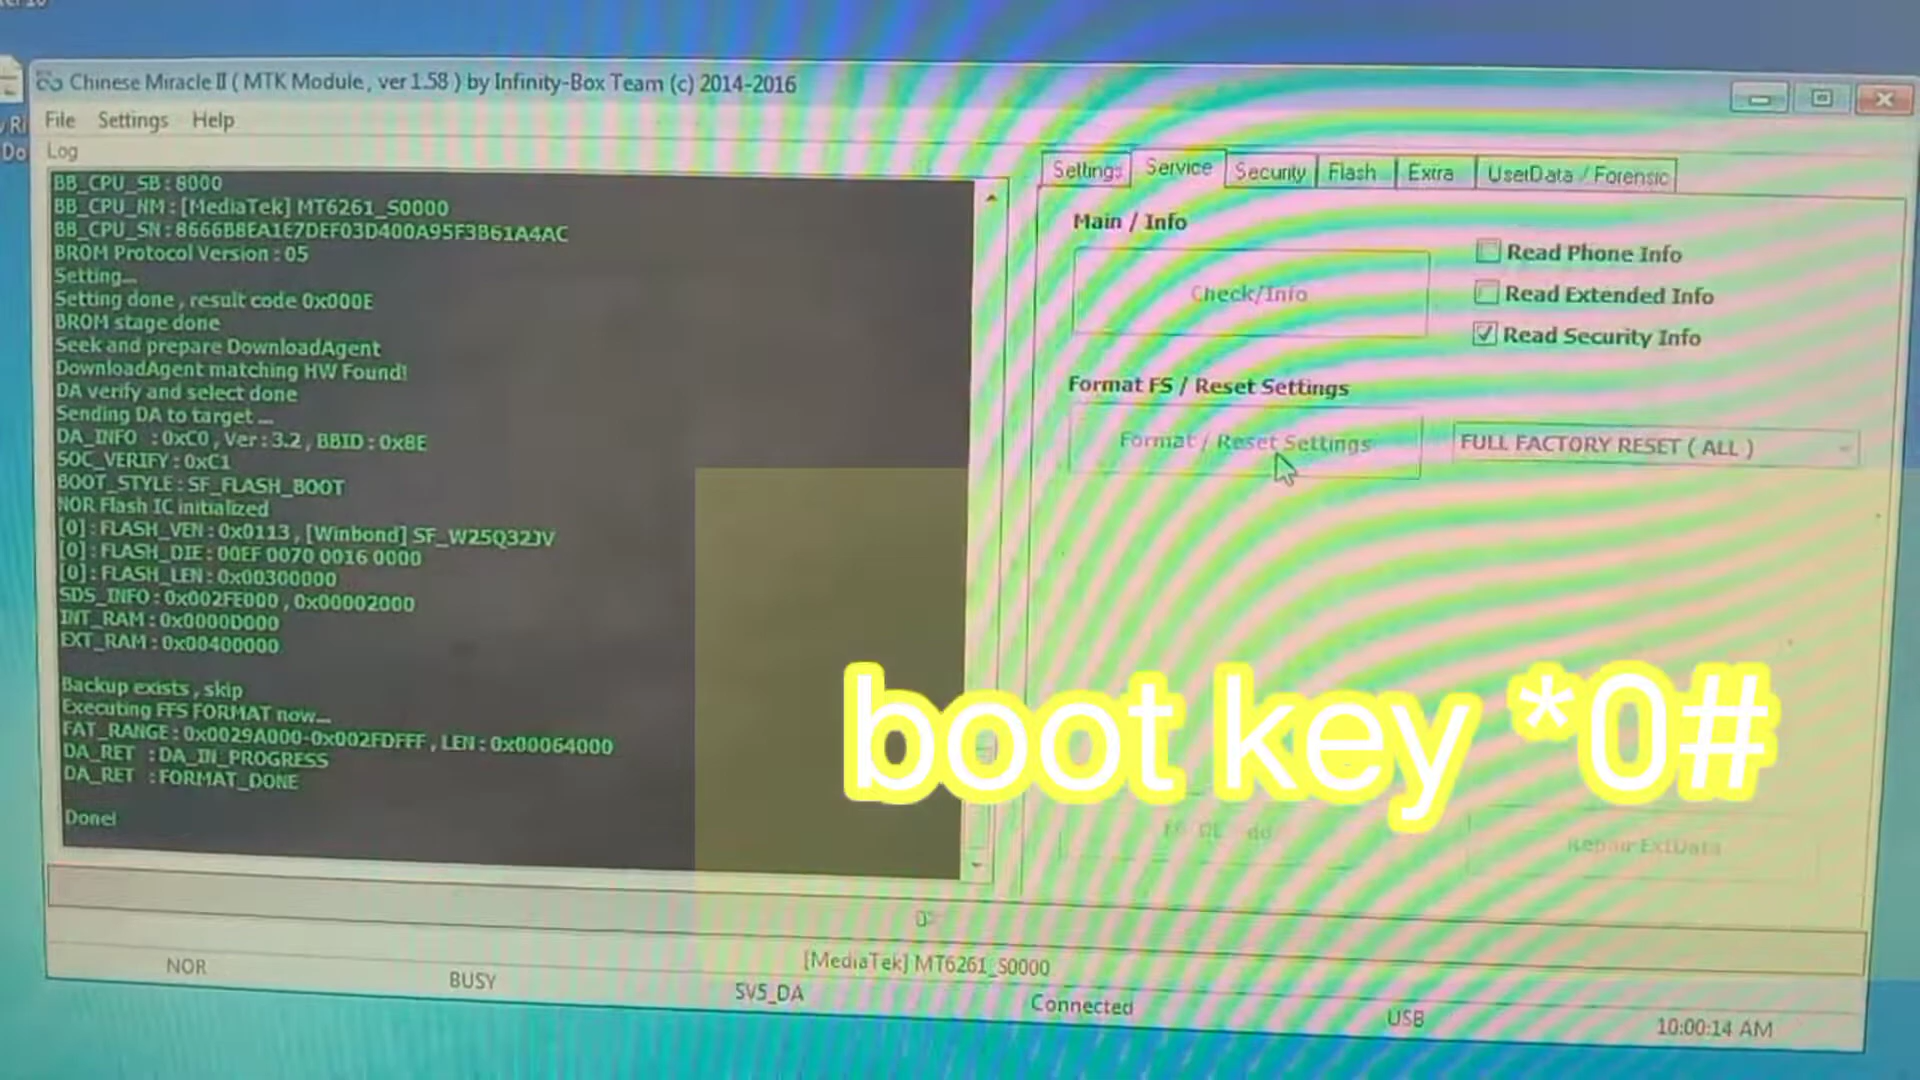 Chinese Miracle II ( MTK Module , ver 1.58 ) by Infinity-Box Team (c) 2014-2016
File Settings Help
Do
Log
BB_CPU_SB : 8000
BB_CPU_NM : [MediaTek] MT6261_S0000
BB_CPU_SN : 8666B8EA1E7DEF03D400A95F3B61A4AC
BROM Protocol Version : 05
Setting...
Setting done , result code 0x000E
BROM stage done
Seek and prepare DownloadAgent
DownloadAgent matching HW Found!
DA verify and select done
Sending DA to target ...
DA_INFO : 0xC0 , Ver : 3.2 , BBID : 0x8E
SOC_VERIFY : 0xC1
BOOT_STYLE : SF_FLASH_BOOT
NOR Flash IC initialized
[0] : FLASH_VEN : 0x0113 , [Winbond] SF_W25Q32JV
[0] : FLASH_DIE : 00EF 0070 0016 0000
[0] : FLASH_LEN : 0x00300000
SDS_INFO : 0x002FE000 , 0x00002000
INT_RAM : 0x0000D000
EXT_RAM : 0x00400000
Backup exists , skip
Executing FFS FORMAT now...
FAT_RANGE : 0x0029A000-0x002FDFFF , LEN : 0x00064000
DA_RET : DA_IN_PROGRESS
DA_RET : FORMAT_DONE
Done!
Settings Service Security Flash Extra UserData / Forensic
Main / Info
Check/Info
Read Phone Info
Read Extended Info
Read Security Info
Format FS / Reset Settings
Format / Reset Settings
FULL FACTORY RESET ( ALL )
boot key *0#
Repair ExtData
NOR BUSY SV5_DA [MediaTek] MT6261_S0000 Connected USB 10:00:14 AM